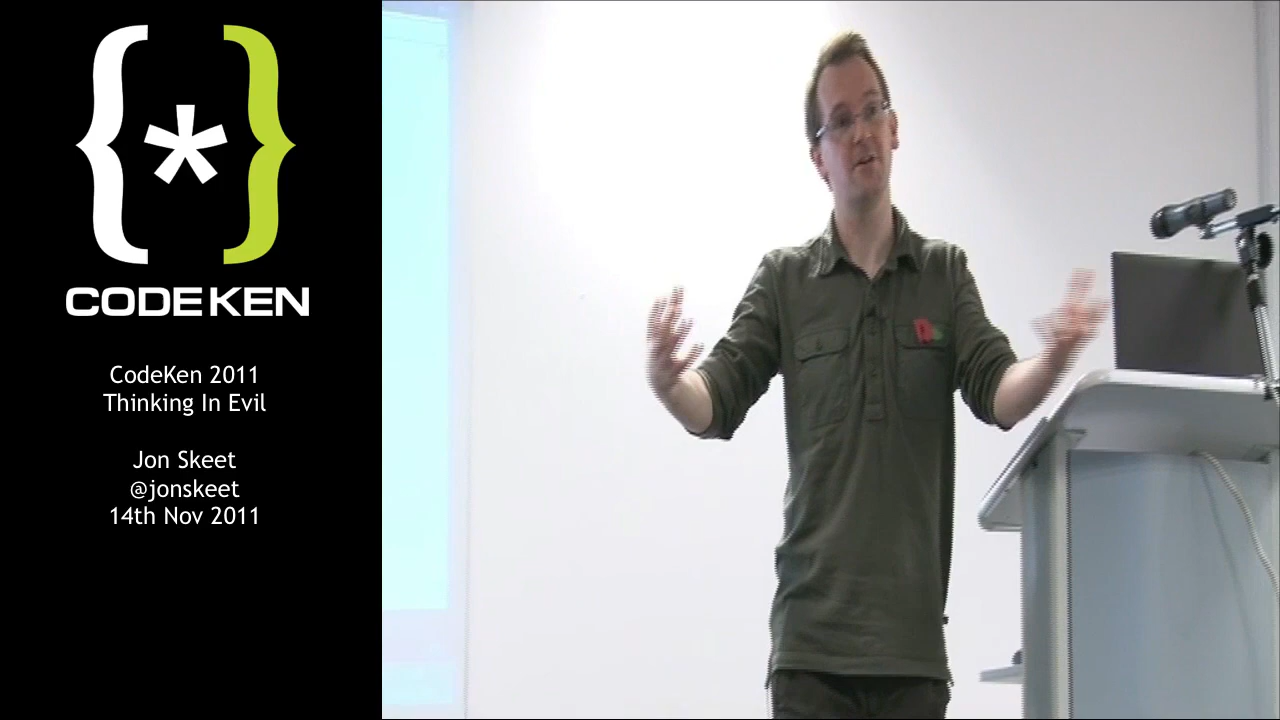 {*}
CODEKEN
CodeKen 2011
Thinking In Evil
Jon Skeet
@jonskeet
14th Nov 2011